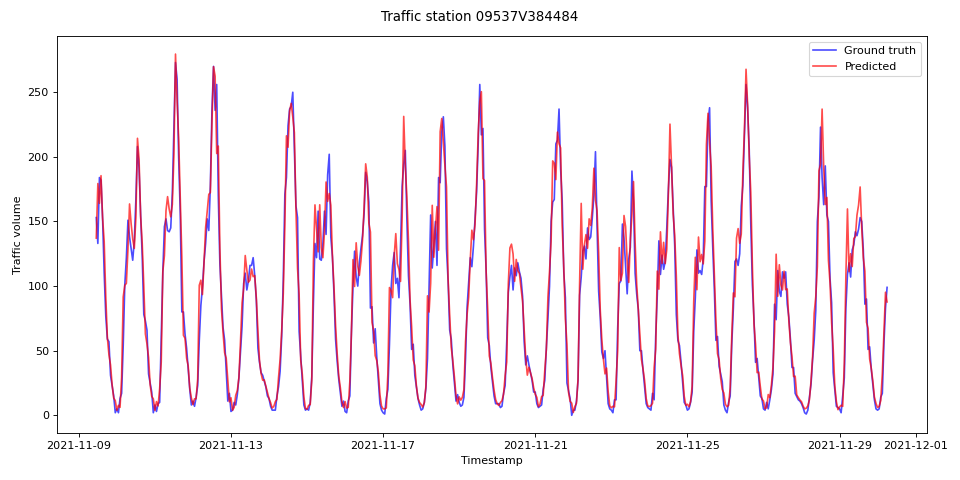 Traffic station 09537V384484
Ground truth
Predicted
Traffic volume
250
200
150
100
50
0
2021-11-09 2021-11-13 2021-11-17 2021-11-21 2021-11-25 2021-11-29 2021-12-01
Timestamp